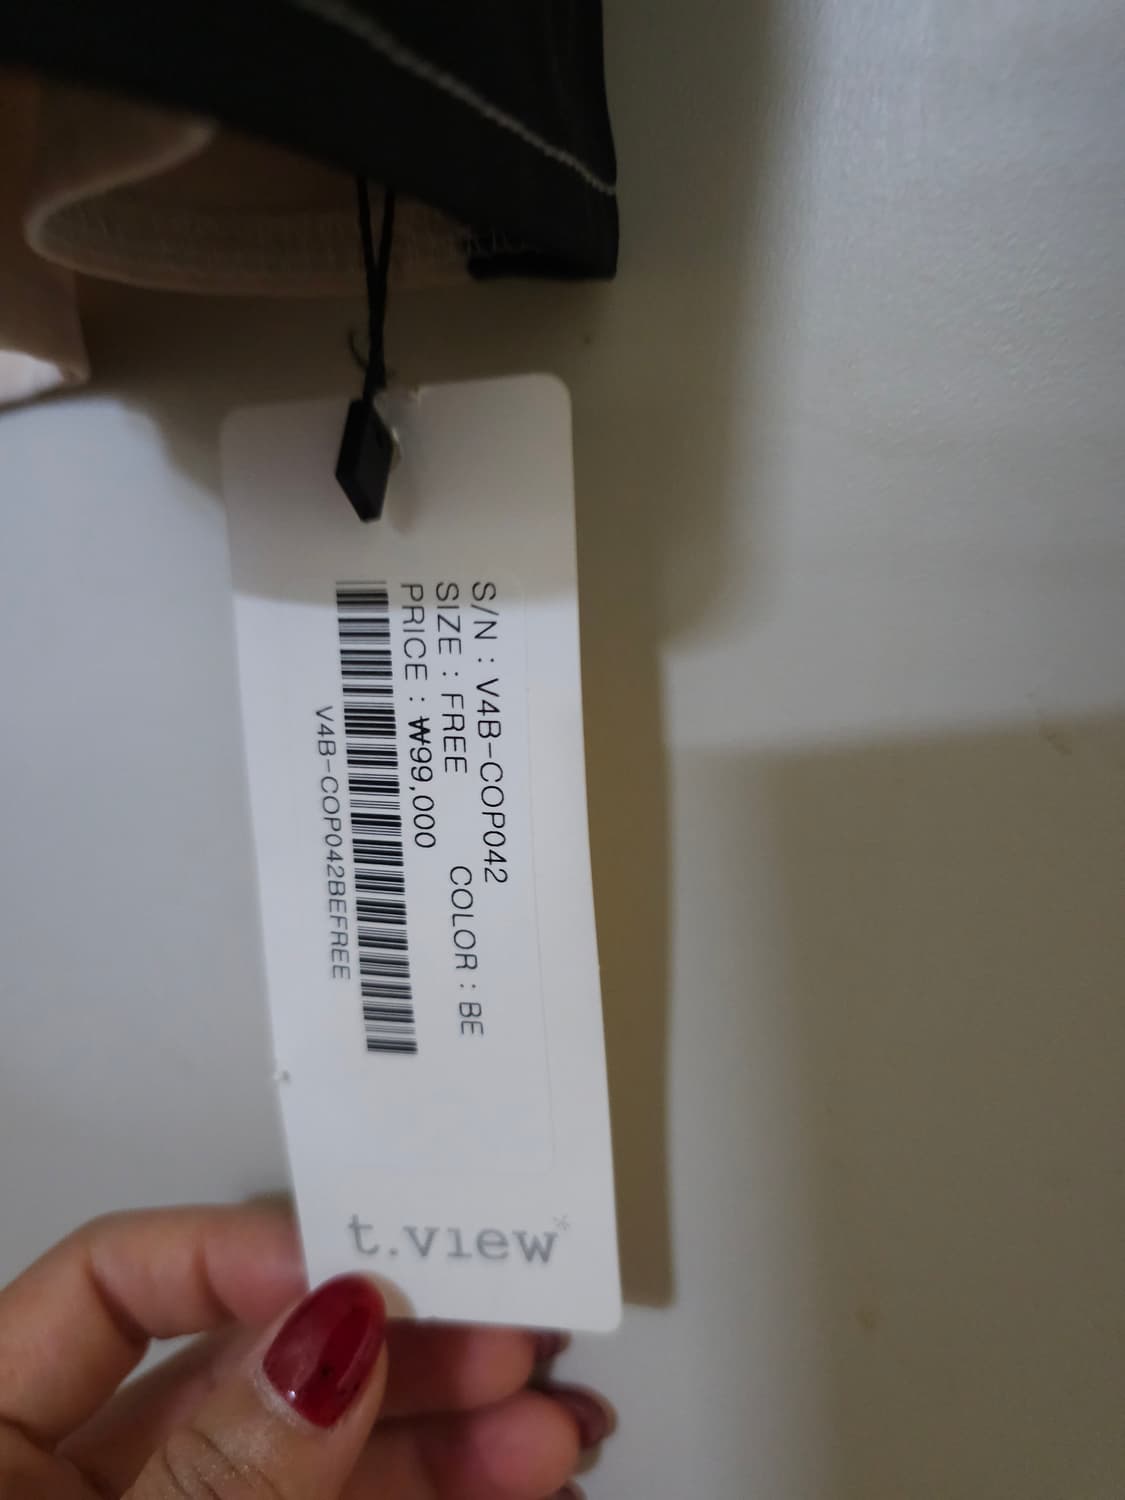 S/N : V4B-COP042
SIZE : FREE COLOR : BE
PRICE : ₩99,000
V4B-COP042BEFREE
t.view*